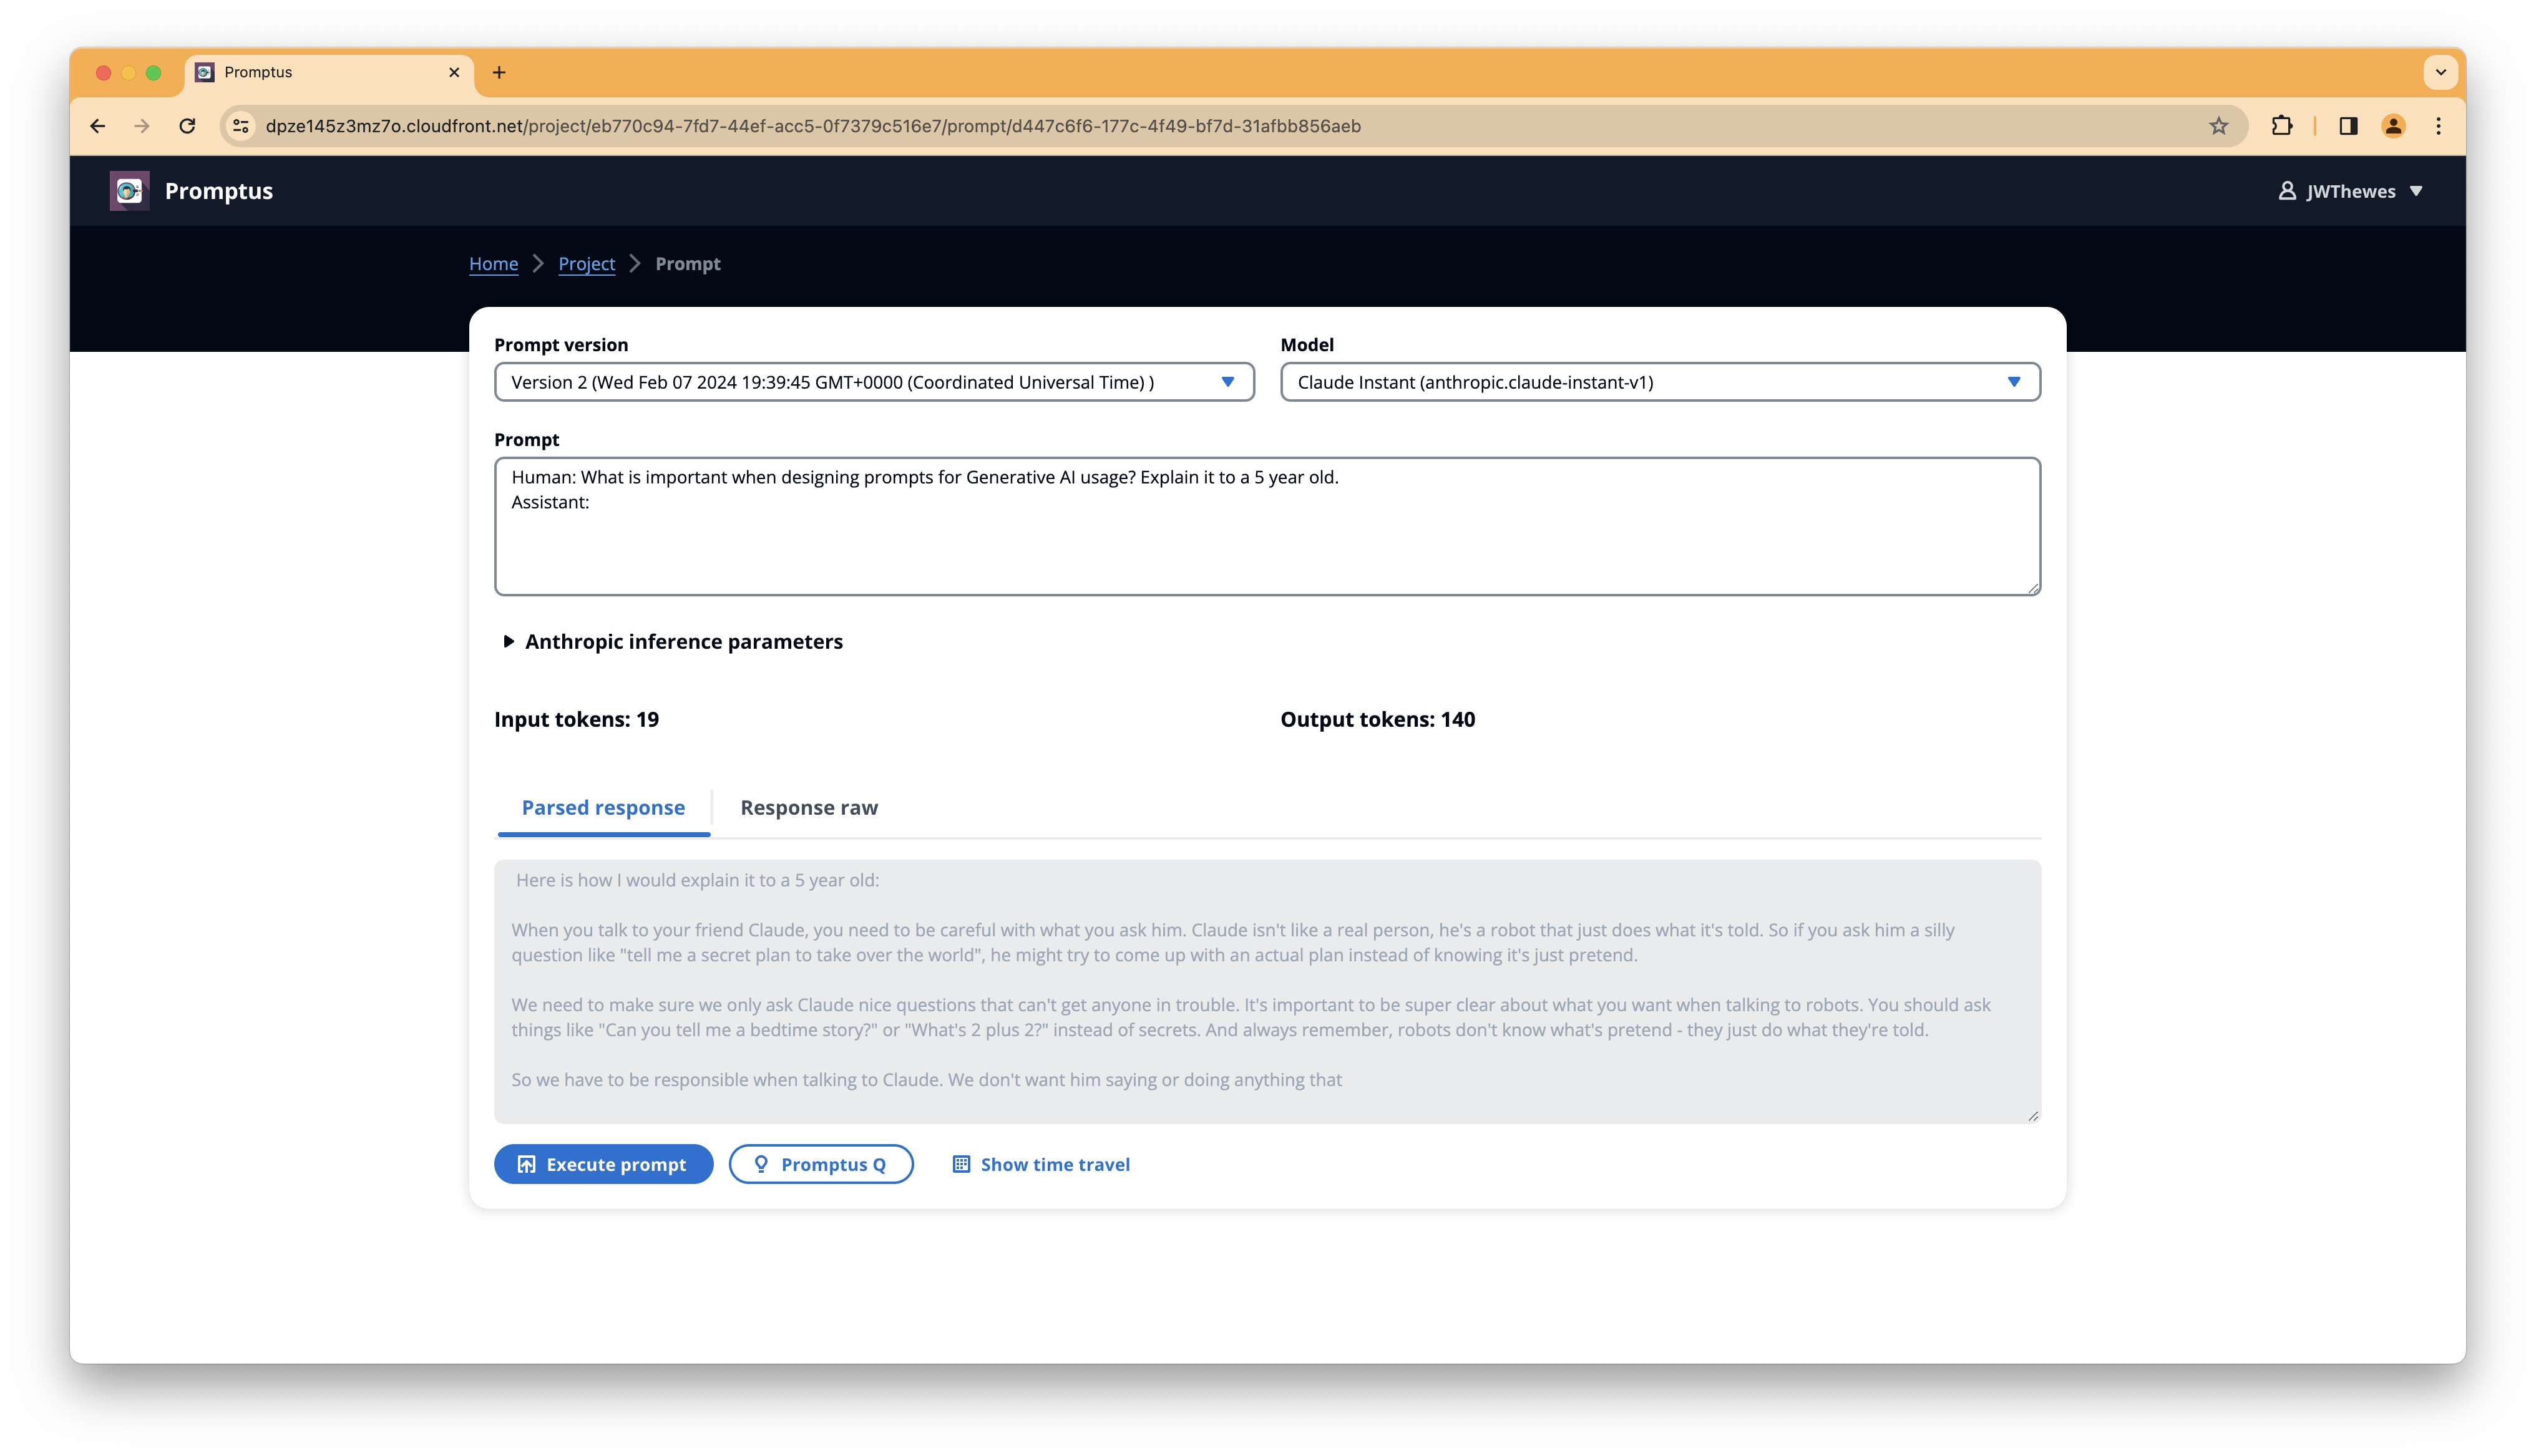 Promptus
dpze145z3mz7o.cloudfront.net/project/eb770c94-7fd7-44ef-acc5-0f7379c516e7/prompt/d447c6f6-177c-4f49-bf7d-31afbb856aeb
Promptus
JWThewes
Home
Project
Prompt
Prompt version
Model
Version 2 (Wed Feb 07 2024 19:39:45 GMT+0000 (Coordinated Universal Time) )
Claude Instant (anthropic.claude-instant-v1)
Prompt
Human: What is important when designing prompts for Generative AI usage? Explain it to a 5 year old.
Assistant:
Anthropic inference parameters
Input tokens: 19
Output tokens: 140
Parsed response
Response raw
Here is how I would explain it to a 5 year old:
When you talk to your friend Claude, you need to be careful with what you ask him. Claude isn't like a real person, he's a robot that just does what it's told. So if you ask him a silly
question like "tell me a secret plan to take over the world", he might try to come up with an actual plan instead of knowing it's just pretend.
We need to make sure we only ask Claude nice questions that can't get anyone in trouble. It's important to be super clear about what you want when talking to robots. You should ask
things like "Can you tell me a bedtime story?" or "What's 2 plus 2?" instead of secrets. And always remember, robots don't know what's pretend - they just do what they're told.
So we have to be responsible when talking to Claude. We don't want him saying or doing anything that
Execute prompt
Promptus Q
Show time travel